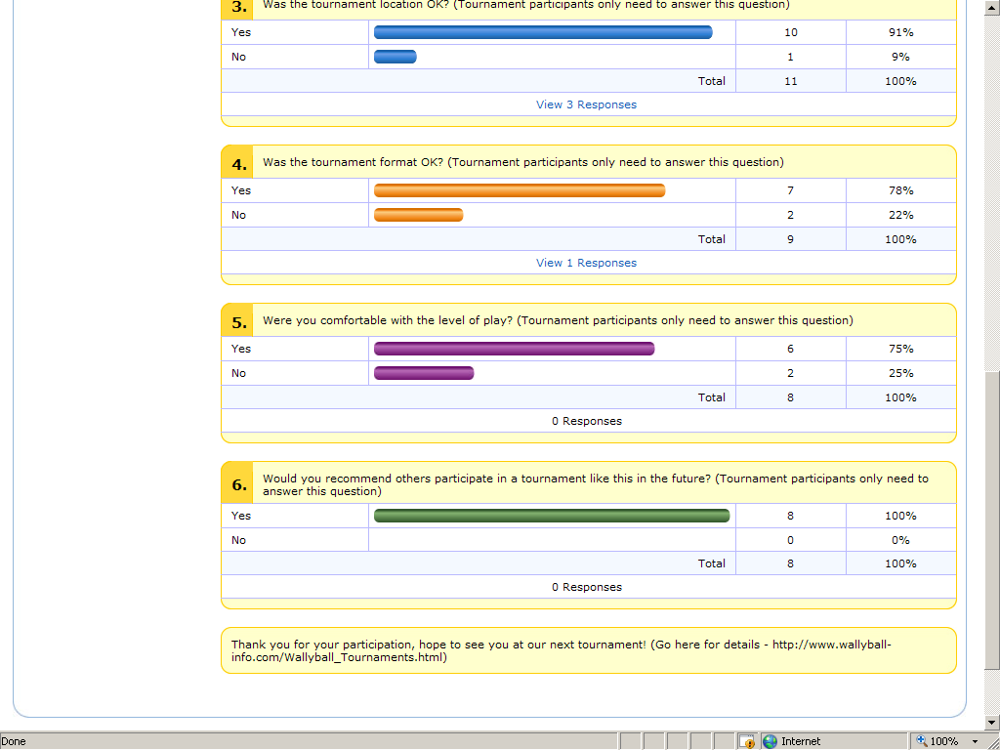 3. Was the tournament location OK? (Tournament participants only need to answer this question)
Yes 10 91%
No 1 9%
Total 11 100%
View 3 Responses
4. Was the tournament format OK? (Tournament participants only need to answer this question)
Yes 7 78%
No 2 22%
Total 9 100%
View 1 Responses
5. Were you comfortable with the level of play? (Tournament participants only need to answer this question)
Yes 6 75%
No 2 25%
Total 8 100%
0 Responses
6. Would you recommend others participate in a tournament like this in the future? (Tournament participants only need to
answer this question)
Yes 8 100%
No 0 0%
Total 8 100%
0 Responses
Thank you for your participation, hope to see you at our next tournament! (Go here for details - http://www.wallyball-
info.com/Wallyball_Tournaments.html)
Done Internet 100%